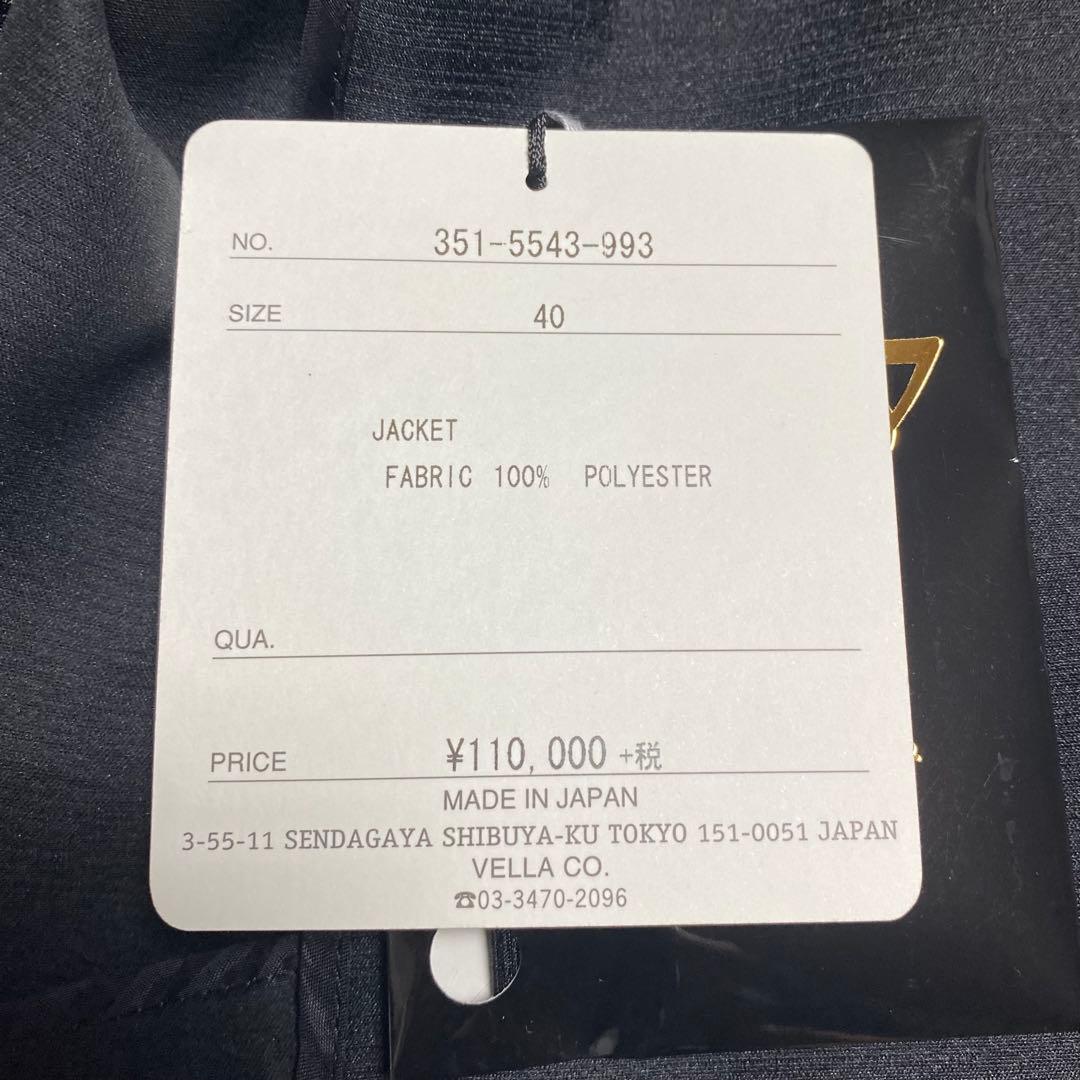 NO. 351-5543-993
SIZE 40
JACKET
FABRIC 100% POLYESTER
QUA.
PRICE ¥110,000 +税
MADE IN JAPAN
3-55-11 SENDAGAYA SHIBUYA-KU TOKYO 151-0051 JAPAN
VELLA CO.
☎03-3470-2096